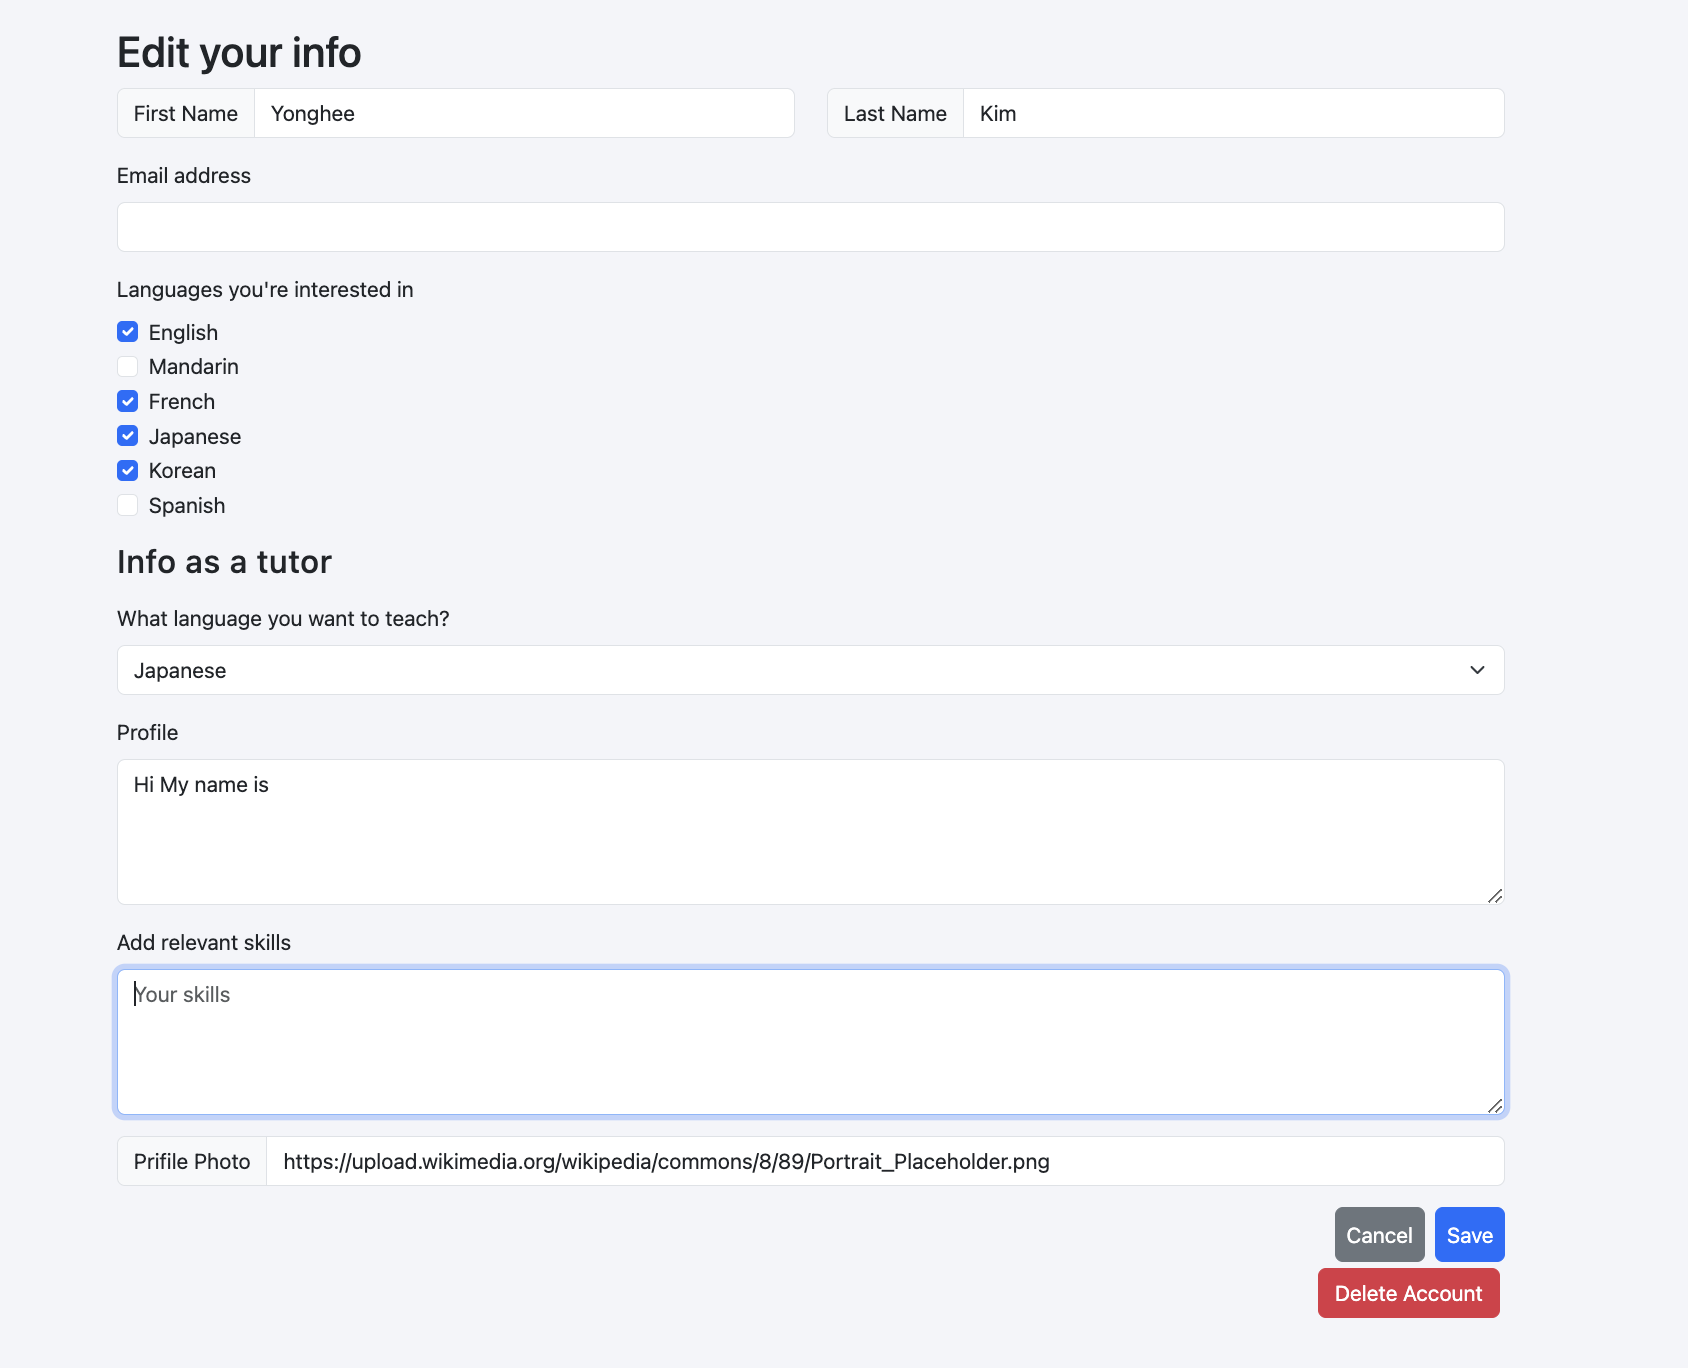 Edit your info
First Name Yonghee Last Name Kim
Email address
Languages you're interested in
English
Mandarin
French
Japanese
Korean
Spanish
Info as a tutor
What language you want to teach?
Japanese
Profile
Hi My name is
Add relevant skills
Your skills
Prifile Photo https://upload.wikimedia.org/wikipedia/commons/8/89/Portrait_Placeholder.png
Cancel Save
Delete Account